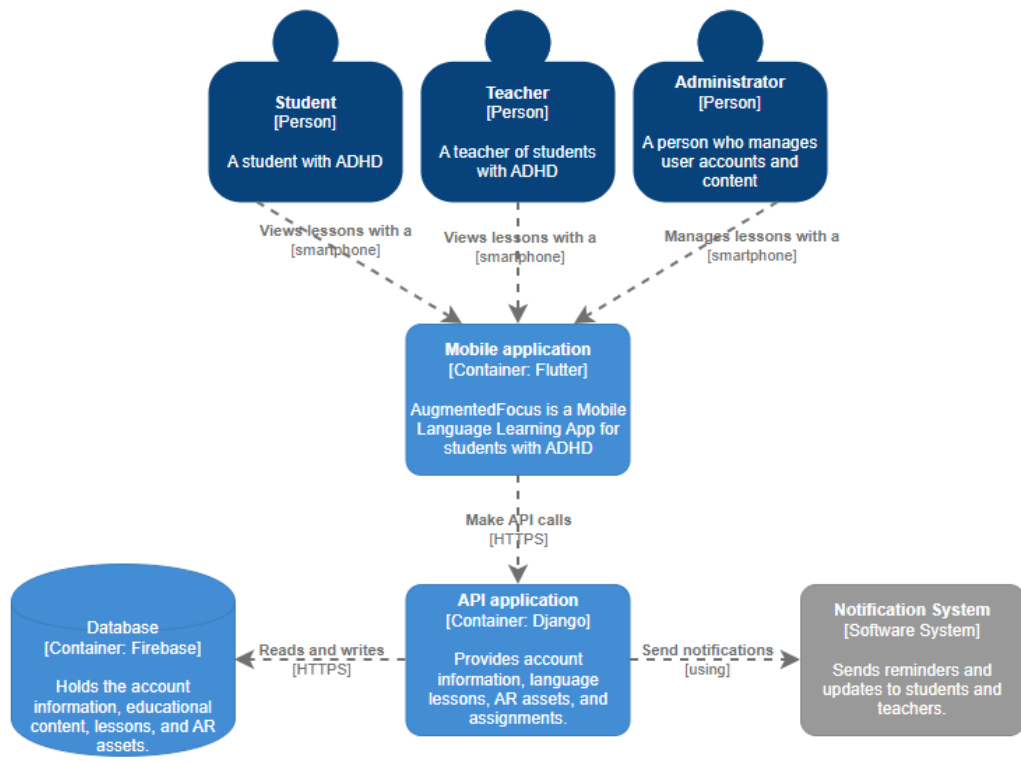 Student
[Person]
A student with ADHD
Teacher
[Person]
A teacher of students
with ADHD
Administrator
[Person]
A person who manages
user accounts and
content
Views lessons with a
[smartphone]
Views lessons with a
[smartphone]
Manages lessons with a
[smartphone]
Mobile application
[Container: Flutter]
AugmentedFocus is a Mobile
Language Learning App for
students with ADHD
Make API calls
[HTTPS]
Database
[Container: Firebase]
Holds the account
information, educational
content, lessons, and AR
assets.
Reads and writes
[HTTPS]
API application
[Container: Django]
Provides account
information, language
lessons, AR assets, and
assignments.
Send notifications
[using]
Notification System
[Software System]
Sends reminders and
updates to students and
teachers.